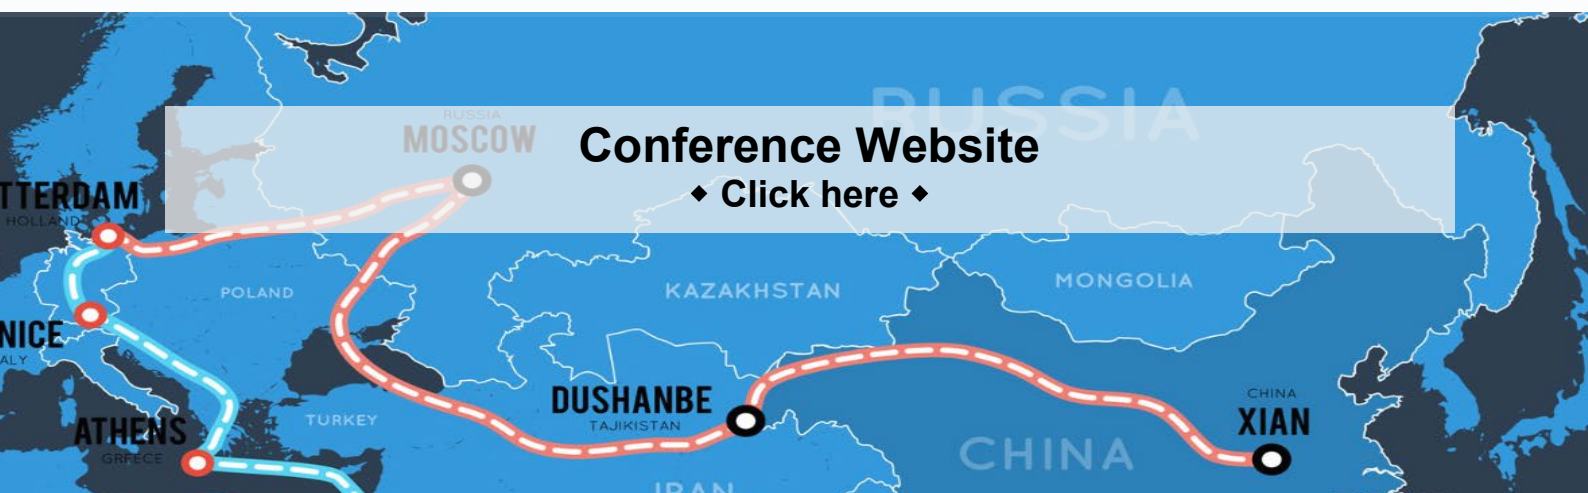 RUSSIA
RUSSIA
MOSCOW
Conference Website
◆ Click here ◆
TTERDAM
HOLLAND
POLAND
KAZAKHSTAN
MONGOLIA
NICE
ALY
DUSHANBE
TAJIKISTAN
CHINA
XIAN
TURKEY
ATHENS
GREECE
CHINA
IRAN